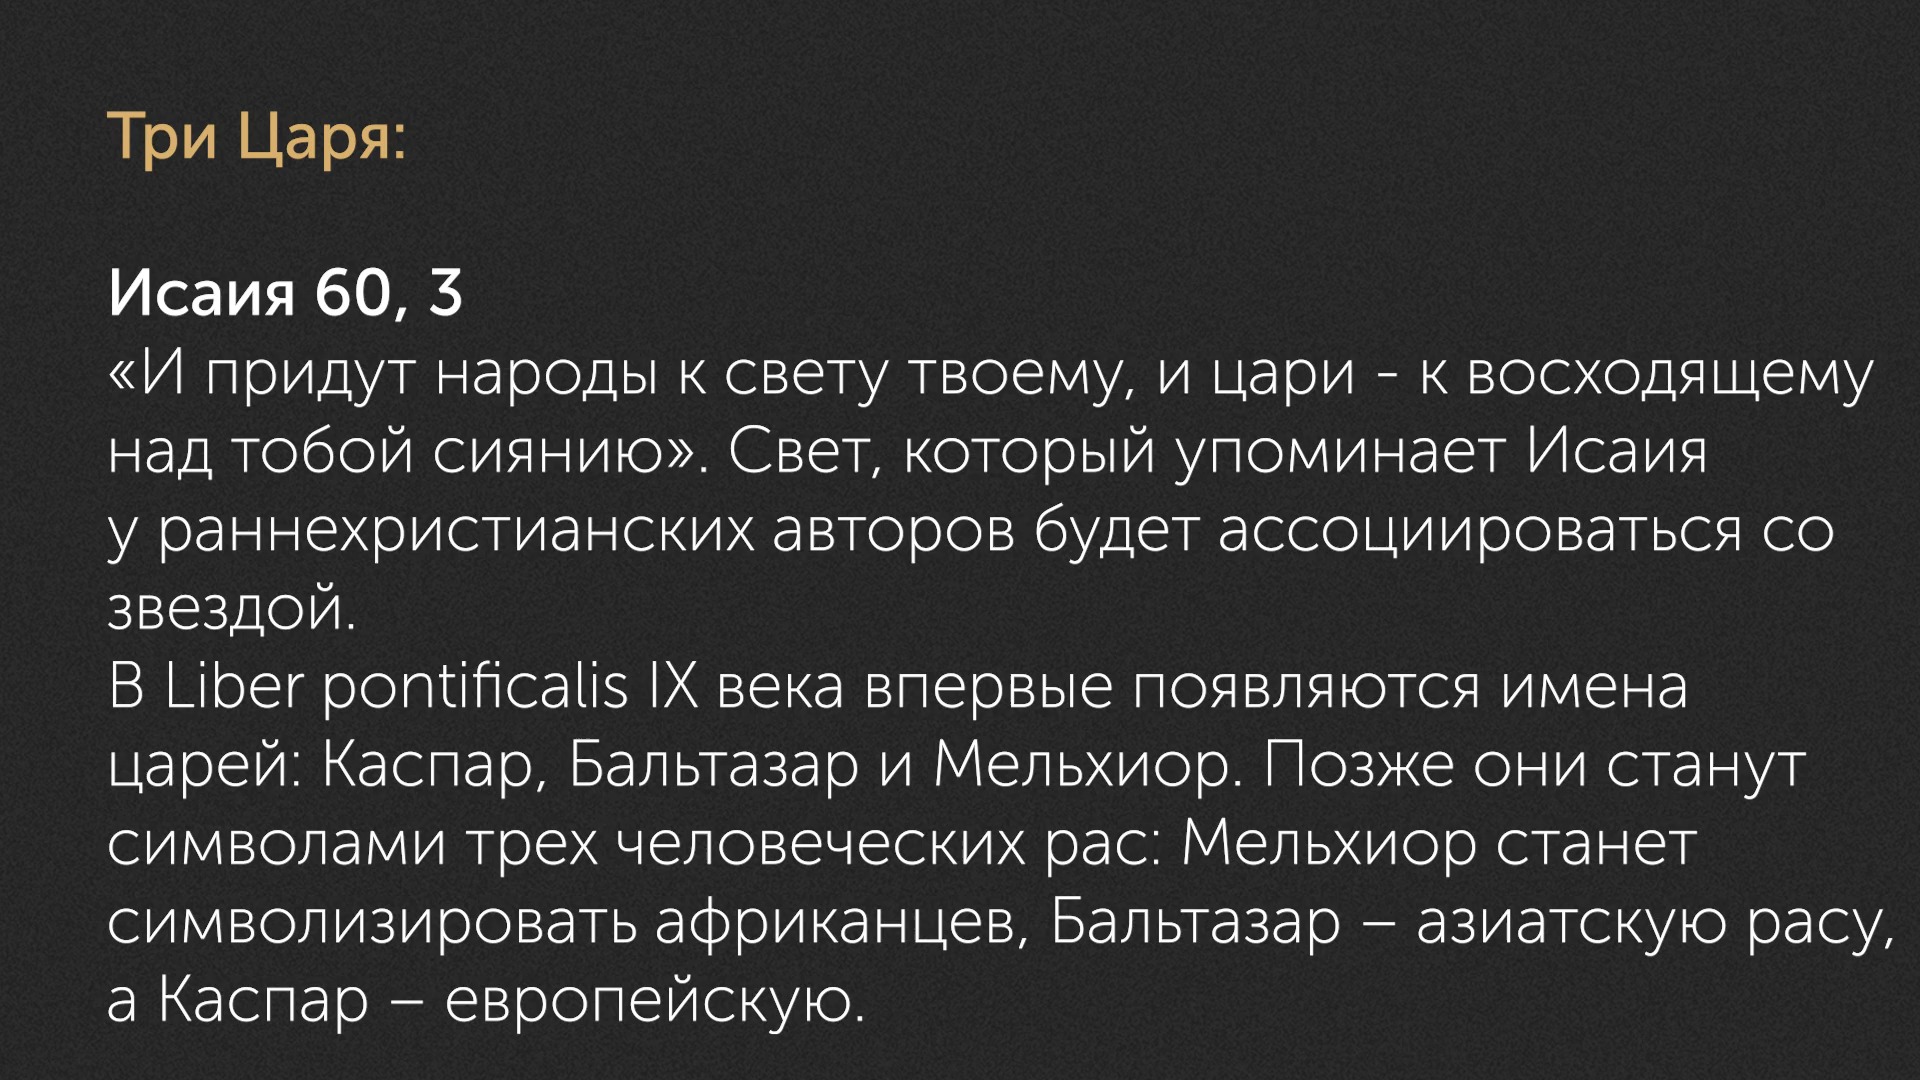 Три Царя:
Исаия 60, 3
«И придут народы к свету твоему, и цари - к восходящему
над тобой сиянию». Свет, который упоминает Исаия
у раннехристианских авторов будет ассоциироваться со
звездой.
В Liber pontificalis IX века впервые появляются имена
царей: Каспар, Бальтазар и Мельхиор. Позже они станут
символами трех человеческих рас: Мельхиор станет
символизировать африканцев, Бальтазар – азиатскую расу,
а Каспар – европейскую.